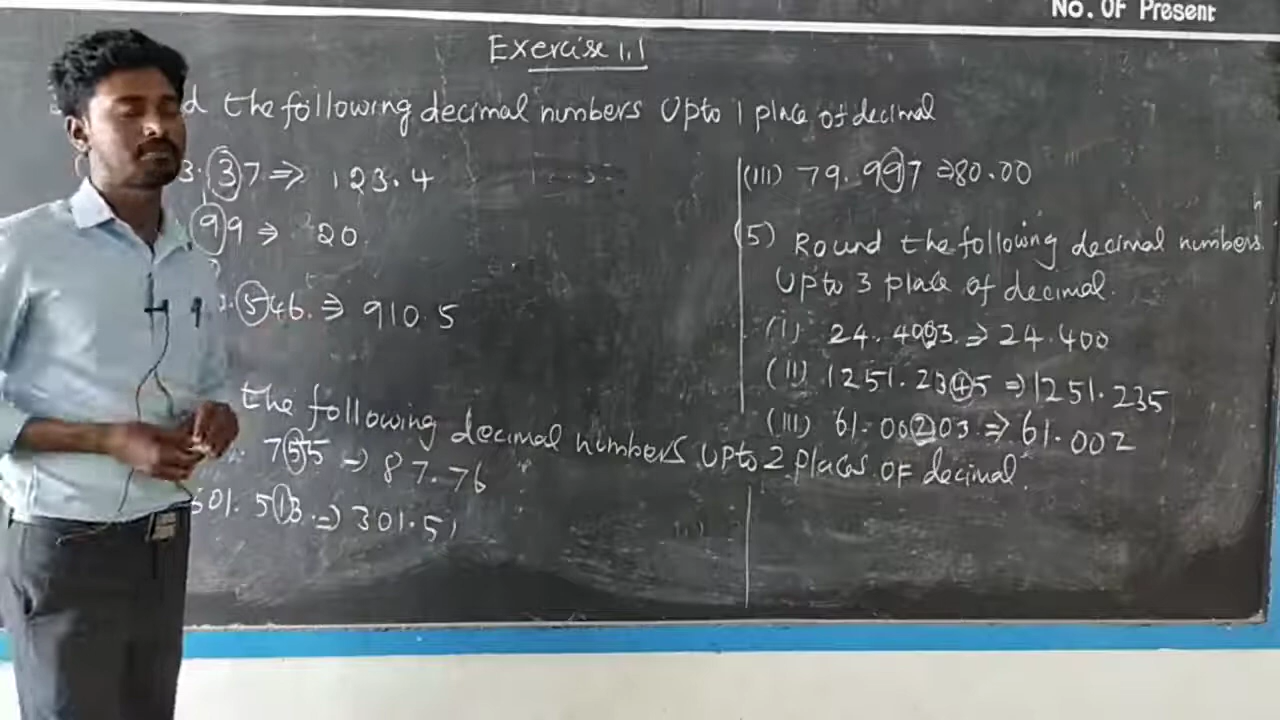 No. OF Present
Exercise 1.1
d the following decimal numbers Upto 1 place of decimal
3.137 ⇒ 123.4
99 ⇒ 20
546. ⇒ 910.5
the following decimal numbers upto 2 places OF decimal.
755 ⇒ 87.76
301.513. ⇒ 301.51
(III) 79.997 ⇒ 80.00
(5) Round the following decimal numbers
Upto 3 place of decimal.
(I) 24.4003. ⇒ 24.400
(II) 1251.2345 ⇒ 1251.235
(III) 61.00203 ⇒ 61.002